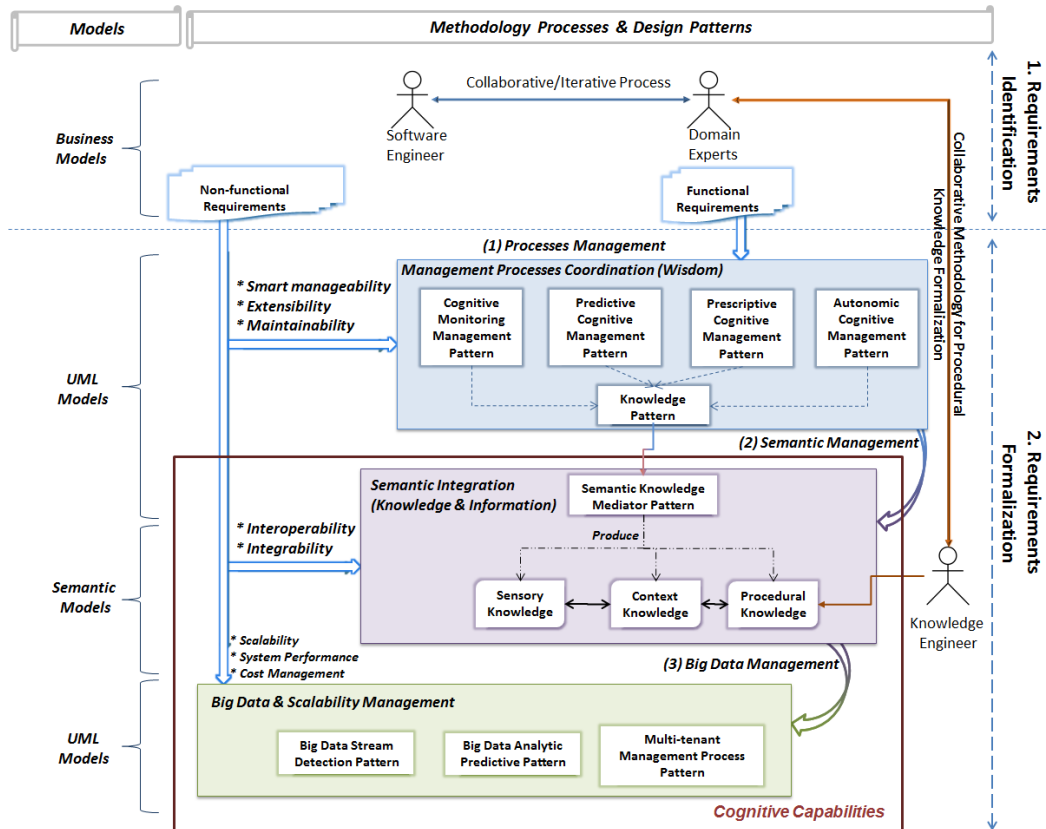 Models
Methodology Processes & Design Patterns
1. Requirements
Identification
Collaborative/Iterative Process
Software
Engineer
Domain
Experts
Business
Models
Non-functional
Requirements
Functional
Requirements
Collaborative Methodology for Procedural
Knowledge Formalization
(1) Processes Management
Management Processes Coordination (Wisdom)
* Smart manageability
* Extensibility
* Maintainability
Cognitive
Monitoring
Management
Pattern
Predictive
Cognitive
Management
Pattern
Prescriptive
Cognitive
Management
Pattern
Autonomic
Cognitive
Management
Pattern
UML
Models
Knowledge
Pattern
(2) Semantic Management
2. Requirements
Formalization
Semantic Integration
(Knowledge & Information)
Semantic Knowledge
Mediator Pattern
Produce
* Interoperability
* Integrability
Semantic
Models
Sensory
Knowledge
Context
Knowledge
Procedural
Knowledge
Knowledge
Engineer
* Scalability
* System Performance
* Cost Management
(3) Big Data Management
Big Data & Scalability Management
UML
Models
Big Data Stream
Detection Pattern
Big Data Analytic
Predictive Pattern
Multi-tenant
Management Process
Pattern
Cognitive Capabilities